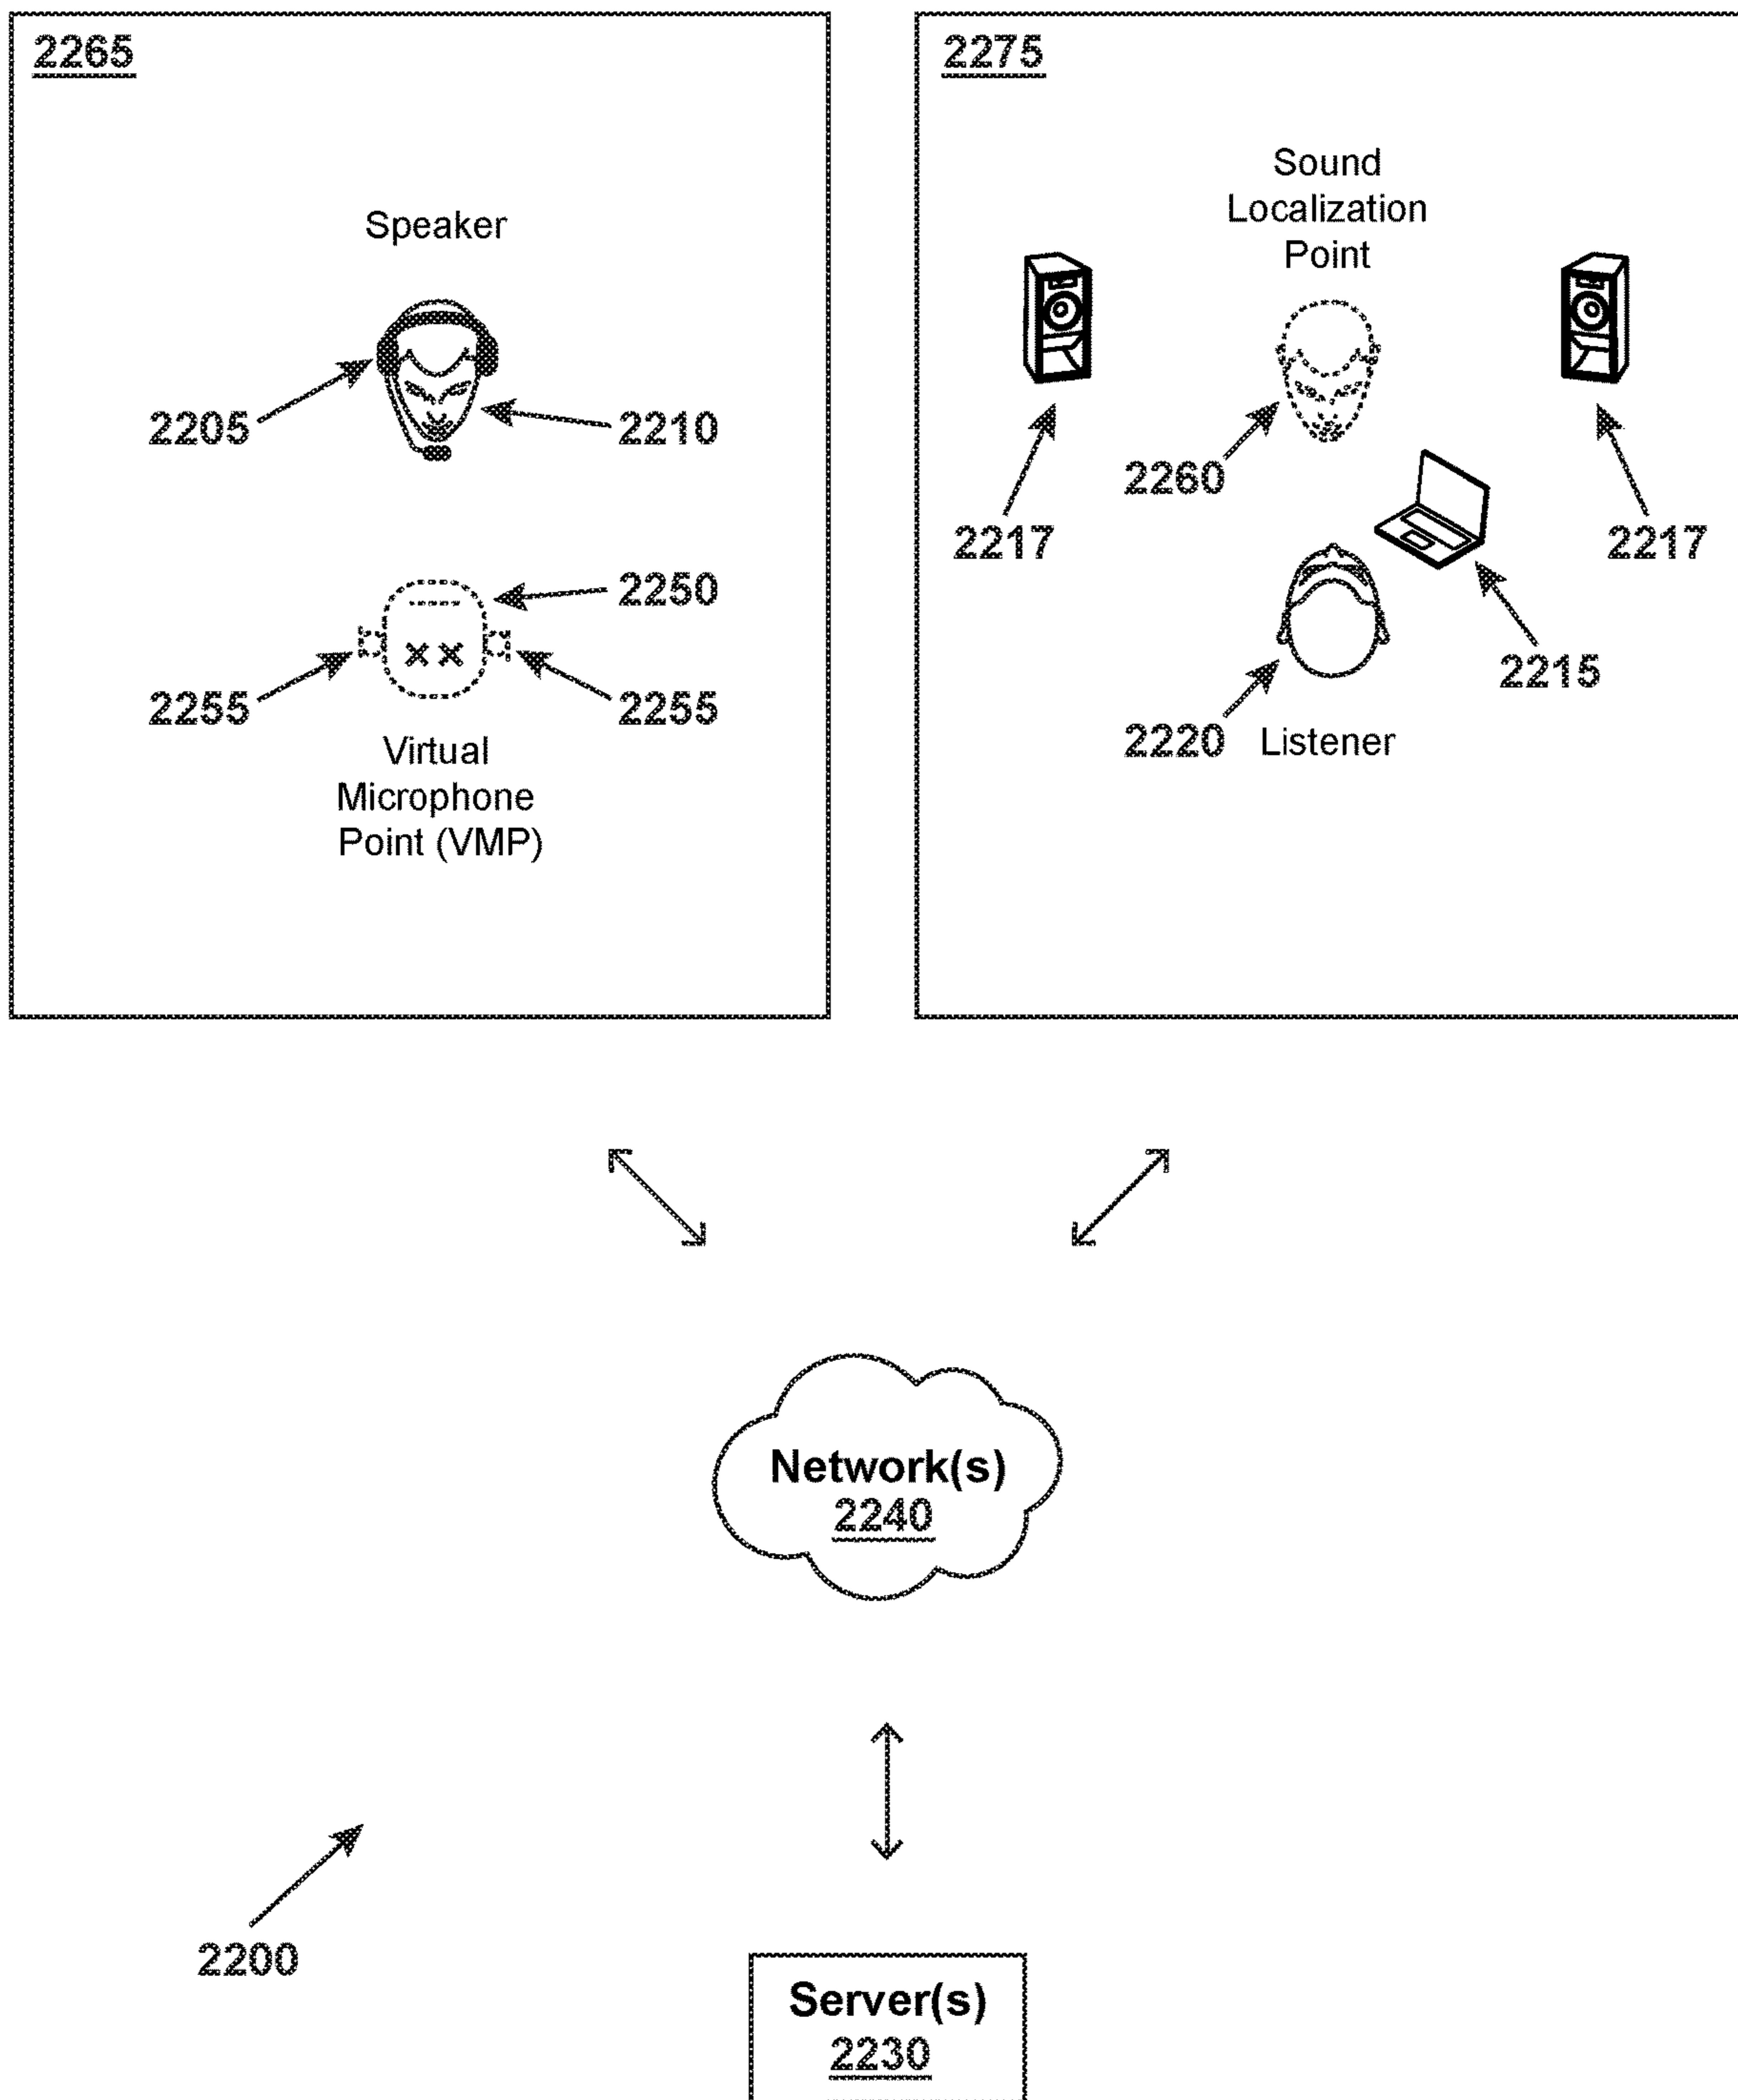 2265
Speaker
2205
2210
2250
2255
2255
Virtual
Microphone
Point (VMP)
2275
Sound
Localization
Point
2260
2217
2217
2215
2220 Listener
Network(s)
2240
2200
Server(s)
2230